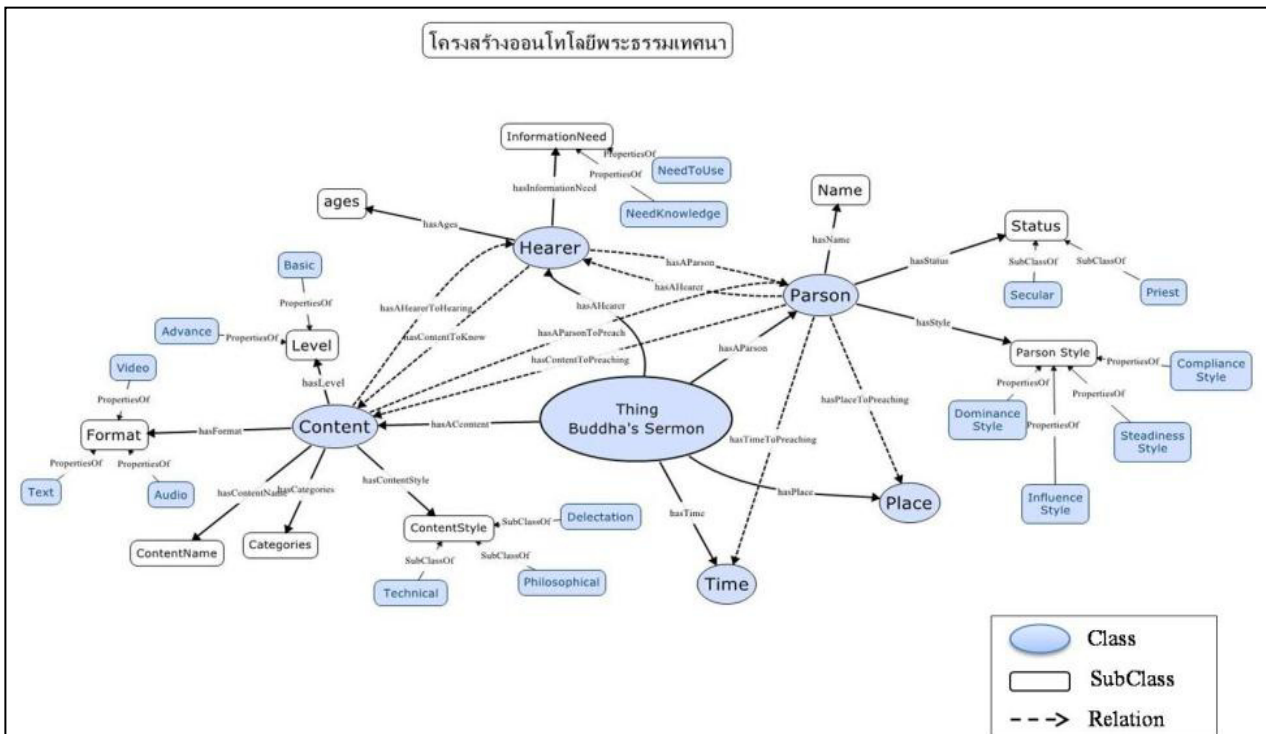 โครงสร้างออนโทโลยีพระธรรมเทศนา
InformationNeed
PropertiesOf
NeedToUse
PropertiesOf
hasInformationNeed
NeedKnowledge
ages
hasAges
Hearer
Name
hasName
Status
hasStatus
SubClassOf
SubClassOf
Secular
Priest
hasAParson
hasAHearer
Parson
hasStyle
Basic
PropertiesOf
Advance
PropertiesOf
Level
hasLevel
hasAHearerToHearing
hasContentToKnow
hasAHearer
hasAParsonToPreach
hasContentToPreaching
hasAParson
Parson Style
PropertiesOf
Compliance
Style
PropertiesOf
Dominance
Style
PropertiesOf
PropertiesOf
Steadiness
Style
Influence
Style
Video
PropertiesOf
Format
hasFormat
PropertiesOf
PropertiesOf
Text
Audio
Content
hasACcontent
Thing
Buddha's Sermon
hasTimeToPreaching
hasPlaceToPreaching
hasContentName
hasCategories
hasContentStyle
hasPlace
Place
hasTime
Time
ContentName
Categories
ContentStyle
SubClassOf
Delectation
SubClassOf
SubClassOf
Technical
Philosophical
Class
SubClass
Relation